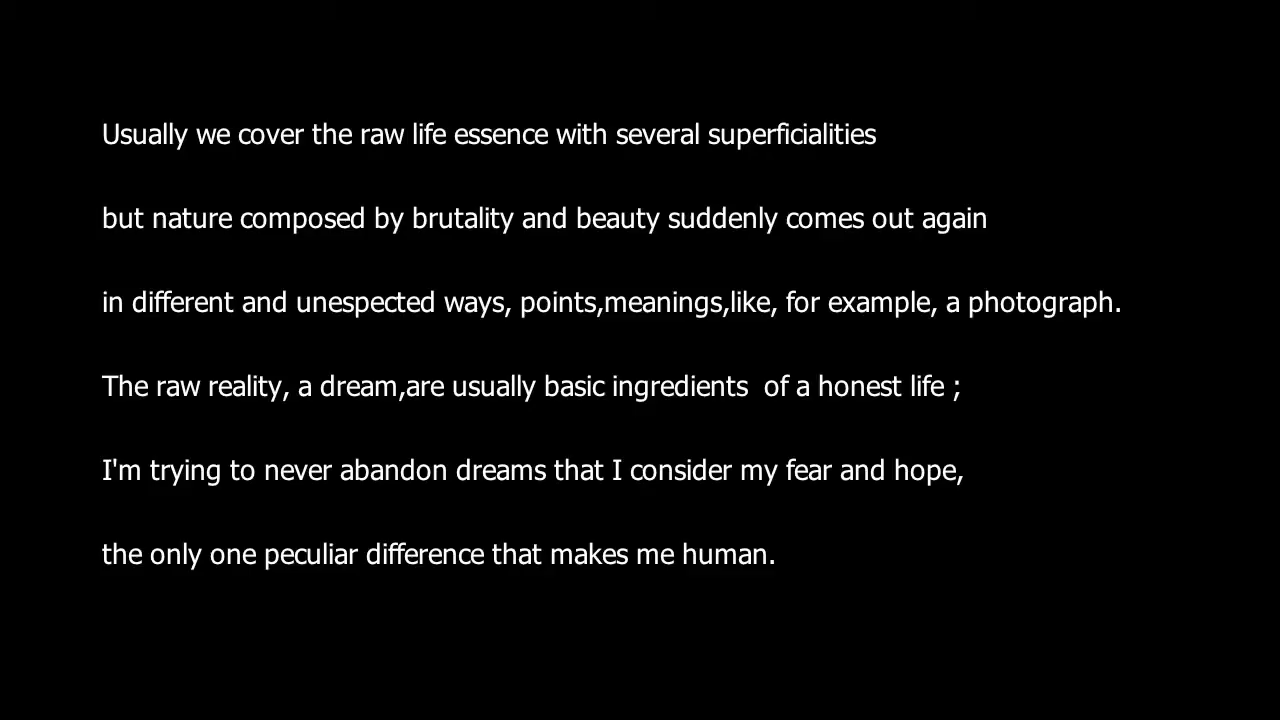 Usually we cover the raw life essence with several superficialities
but nature composed by brutality and beauty suddenly comes out again
in different and unespected ways, points,meanings,like, for example, a photograph.
The raw reality, a dream,are usually basic ingredients  of a honest life ;
I'm trying to never abandon dreams that I consider my fear and hope,
the only one peculiar difference that makes me human.